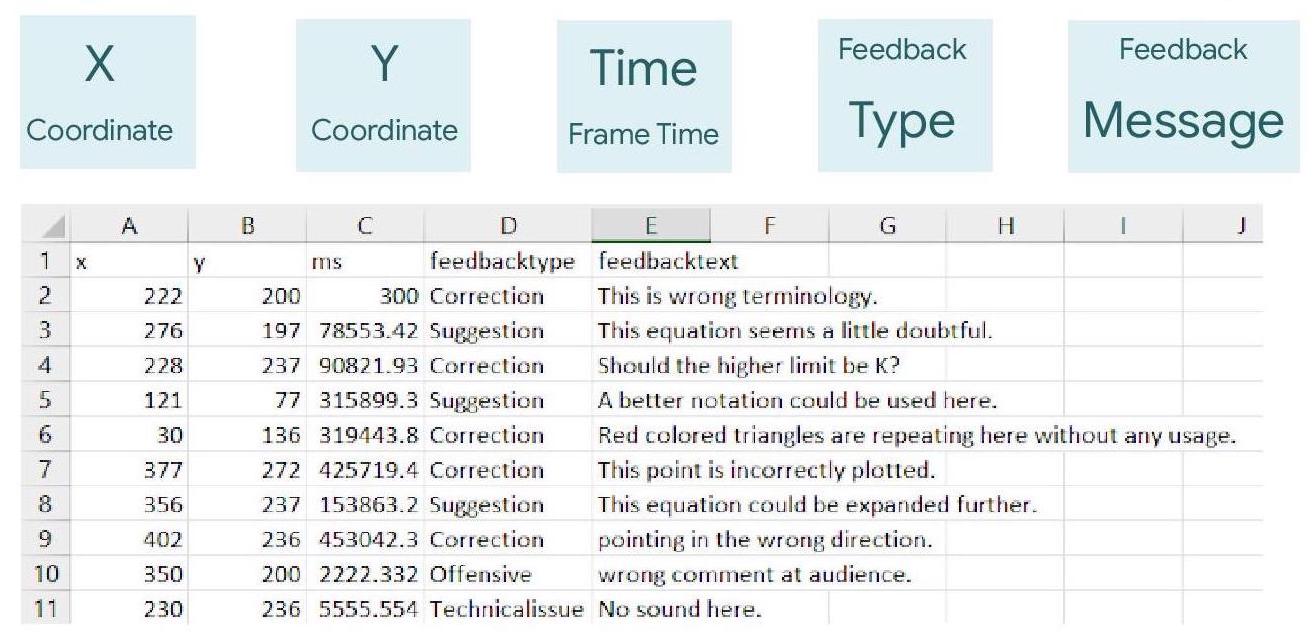 X Y Time Feedback Feedback
Coordinate Coordinate Frame Time Type Message
A B C D E F G H I J
1 x y ms feedbacktype feedbacktext
2 222 200 300 Correction This is wrong terminology.
3 276 197 78553.42 Suggestion This equation seems a little doubtful.
4 228 237 90821.93 Correction Should the higher limit be K?
5 121 77 315899.3 Suggestion A better notation could be used here.
6 30 136 319443.8 Correction Red colored triangles are repeating here without any usage.
7 377 272 425719.4 Correction This point is incorrectly plotted.
8 356 237 153863.2 Suggestion This equation could be expanded further.
9 402 236 453042.3 Correction pointing in the wrong direction.
10 350 200 2222.332 Offensive wrong comment at audience.
11 230 236 5555.554 Technicalissue No sound here.